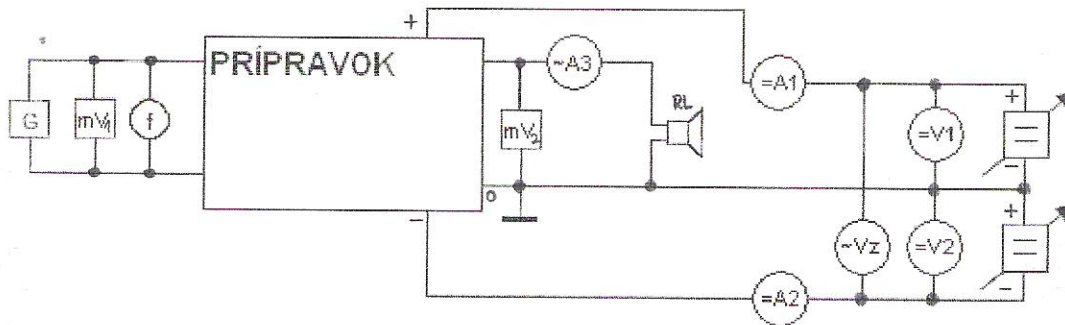 +
PRÍPRAVOK
~A3
=A1
RL
+
G
mV1
f
mV2
=V1
=
-
o
+
-
~Vz
=V2
=
-
=A2